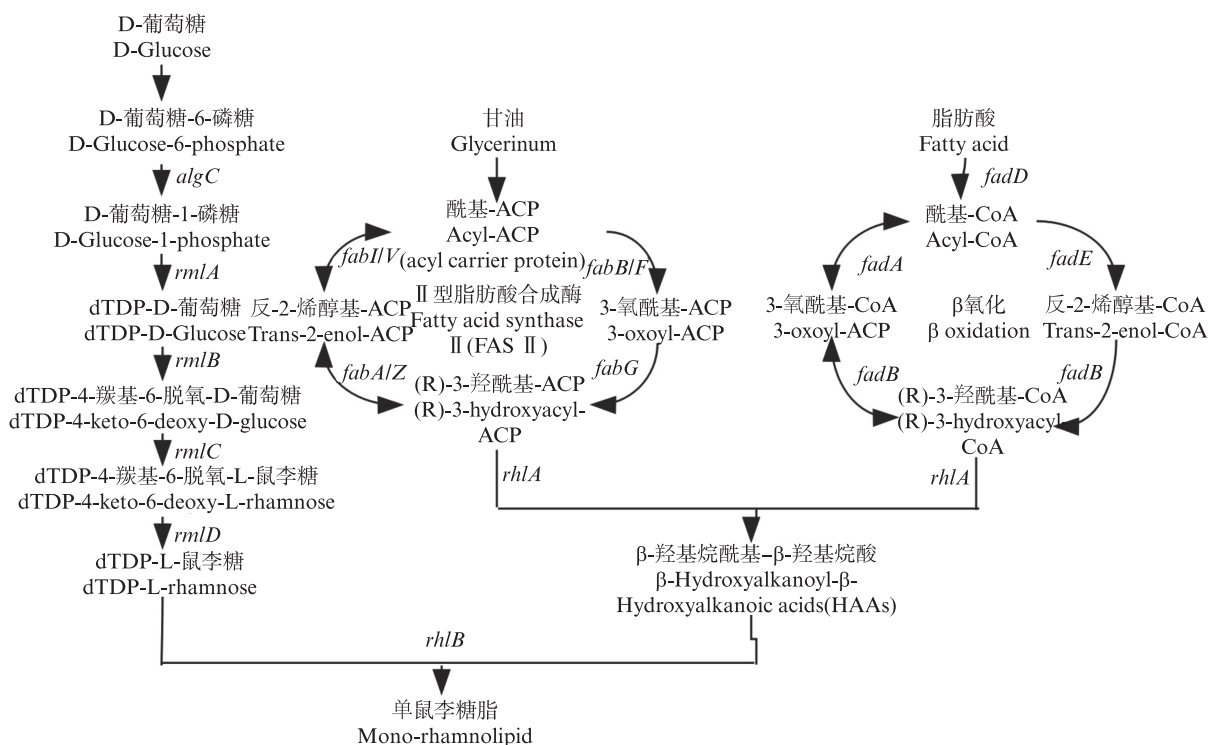 D-葡萄糖
D-Glucose
D-葡萄糖-6-磷糖
D-Glucose-6-phosphate
algC
D-葡萄糖-1-磷糖
D-Glucose-1-phosphate
rmlA
dTDP-D-葡萄糖
dTDP-D-Glucose
rmlB
dTDP-4-羰基-6-脱氧-D-葡萄糖
dTDP-4-keto-6-deoxy-D-glucose
rmlC
dTDP-4-羰基-6-脱氧-L-鼠李糖
dTDP-4-keto-6-deoxy-L-rhamnose
rmlD
dTDP-L-鼠李糖
dTDP-L-rhamnose
甘油
Glycerinum
酰基-ACP
Acyl-ACP
(acyl carrier protein)
fabI/V
fabB/F
反-2-烯醇基-ACP
Trans-2-enol-ACP
Ⅱ型脂肪酸合成酶
Fatty acid synthase
Ⅱ(FAS Ⅱ)
3-氧酰基-ACP
3-oxoyl-ACP
fabA/Z
fabG
(R)-3-羟酰基-ACP
(R)-3-hydroxyacyl-
ACP
rhlA
脂肪酸
Fatty acid
fadD
酰基-CoA
Acyl-CoA
fadA
fadE
3-氧酰基-CoA
3-oxoyl-ACP
β氧化
β oxidation
反-2-烯醇基-CoA
Trans-2-enol-CoA
fadB
fadB
(R)-3-羟酰基-CoA
(R)-3-hydroxyacyl-
CoA
rhlA
β-羟基烷酰基-β-羟基烷酸
β-Hydroxyalkanoyl-β-
Hydroxyalkanoic acids(HAAs)
rhlB
单鼠李糖脂
Mono-rhamnolipid